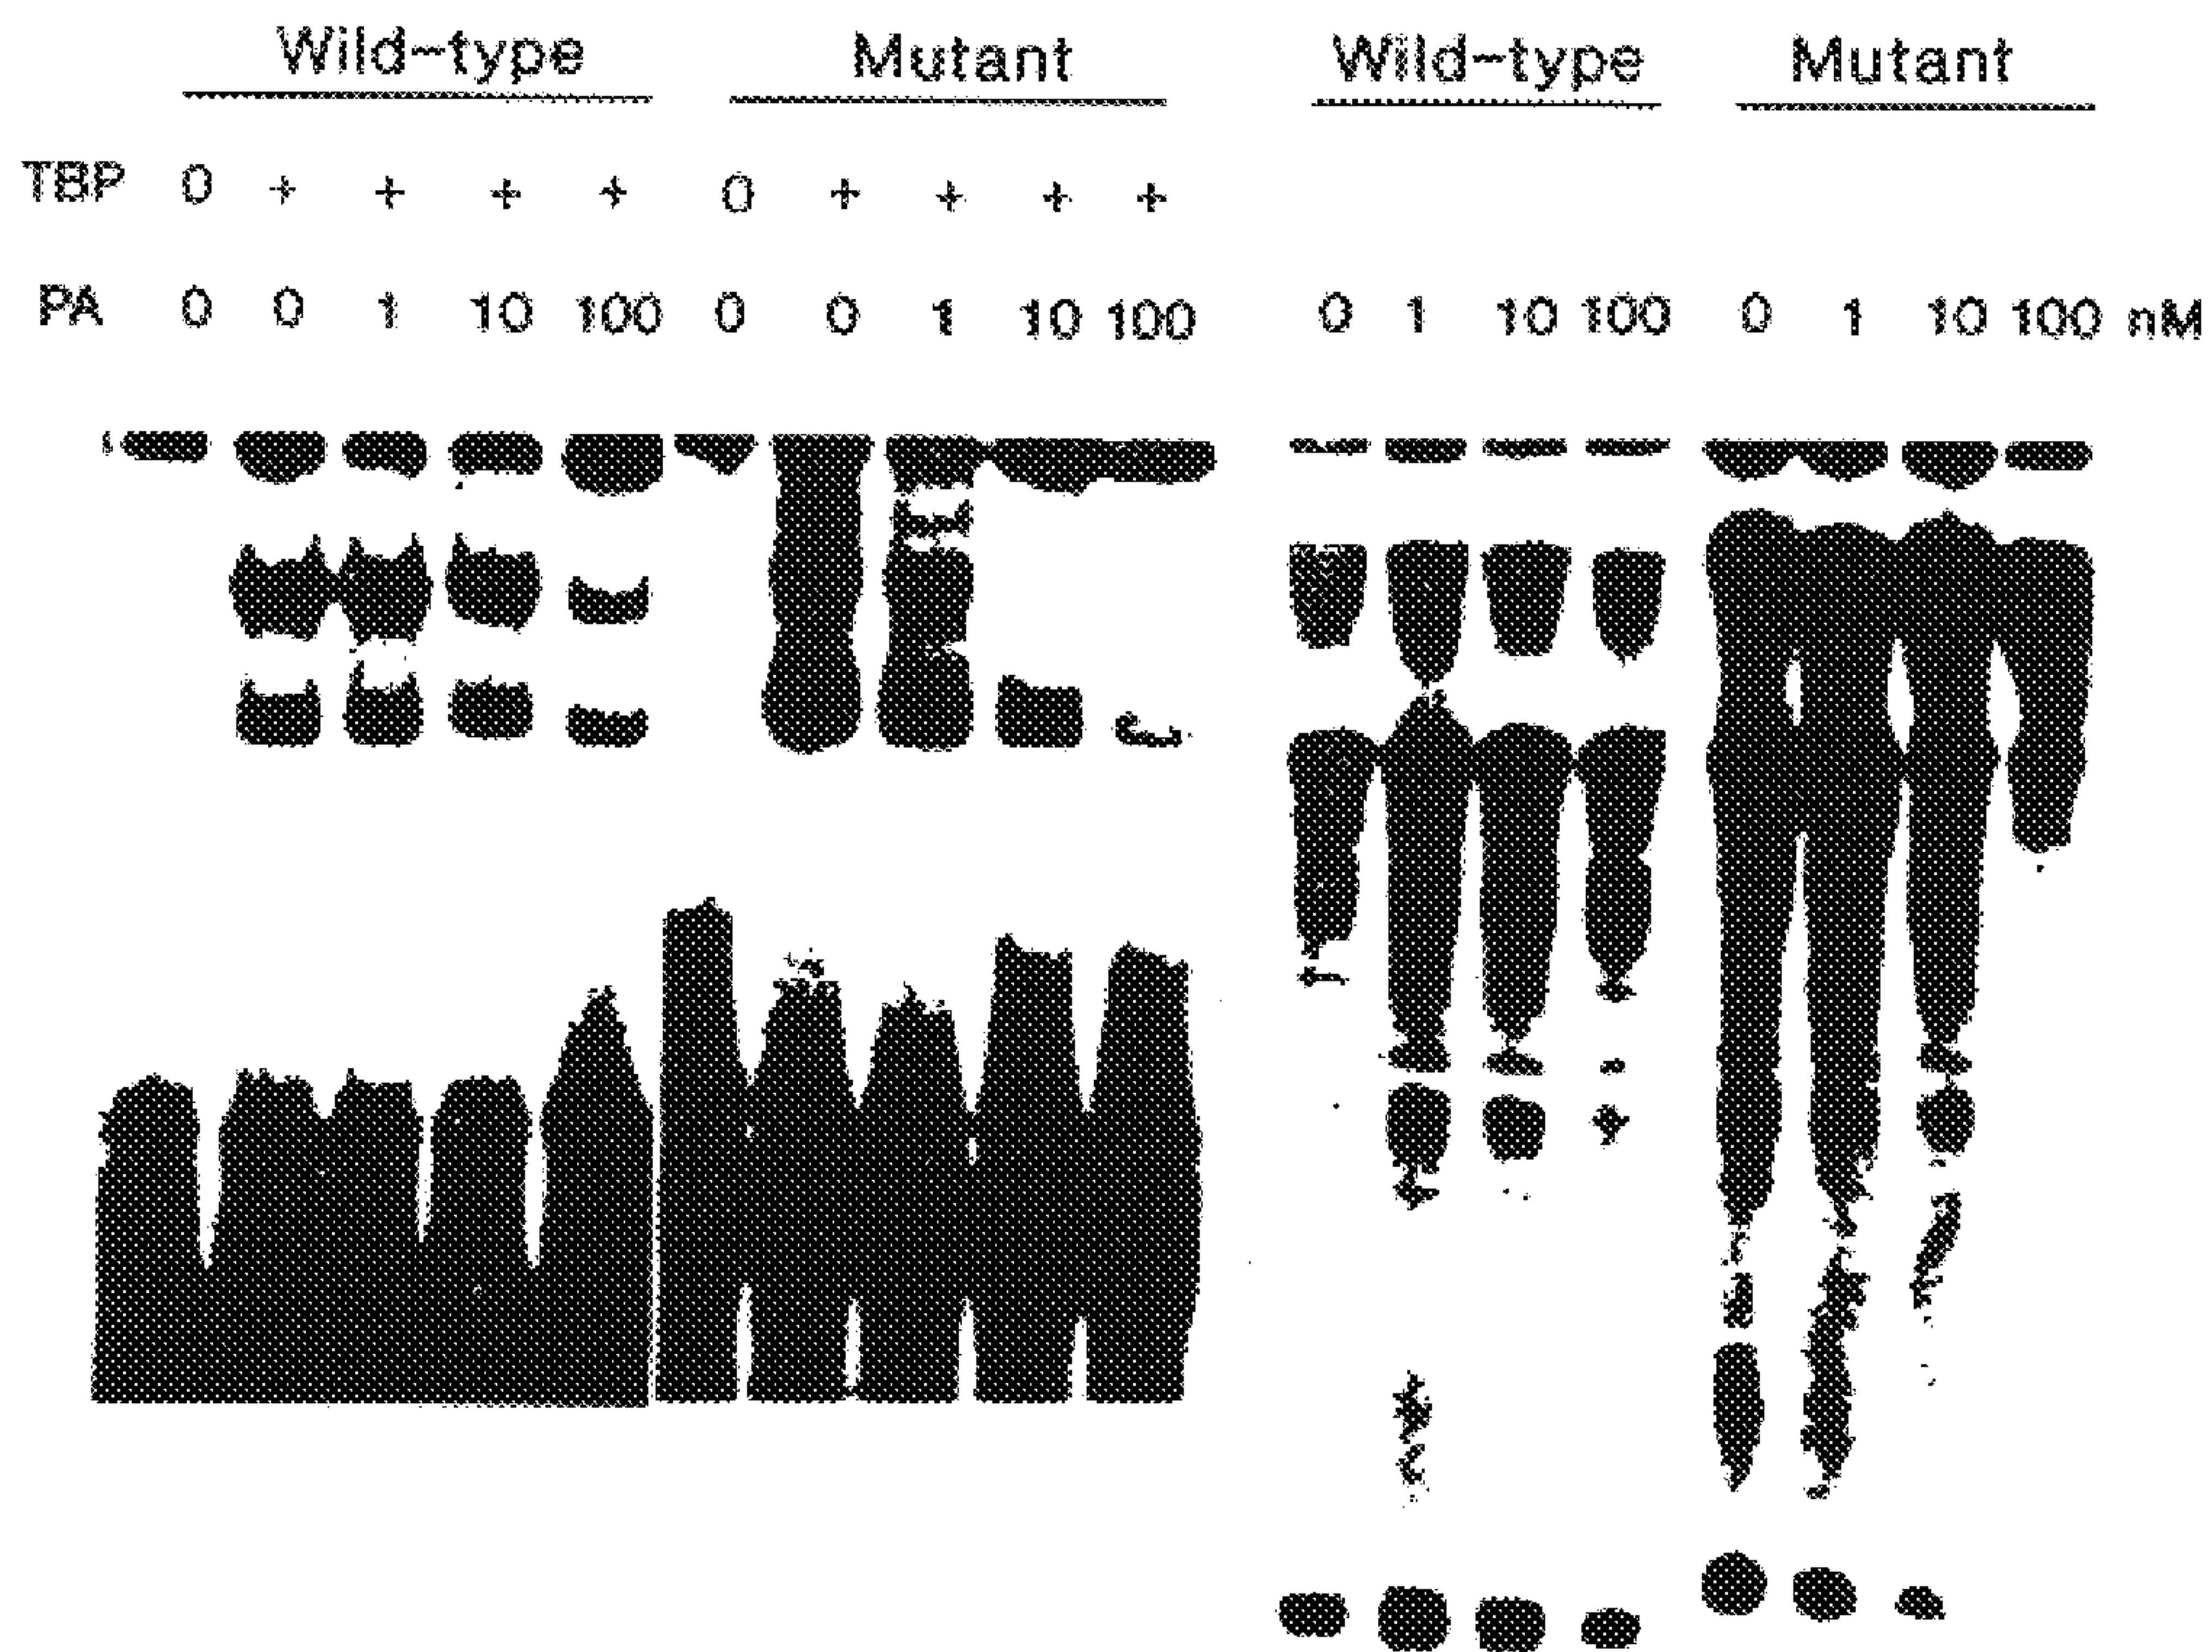 Wild-type Mutant Wild-type Mutant
TBP 0 + + + + 0 + + + +
PA 0 0 1 10 100 0 0 1 10 100 0 1 10 100 0 1 10 100 nM